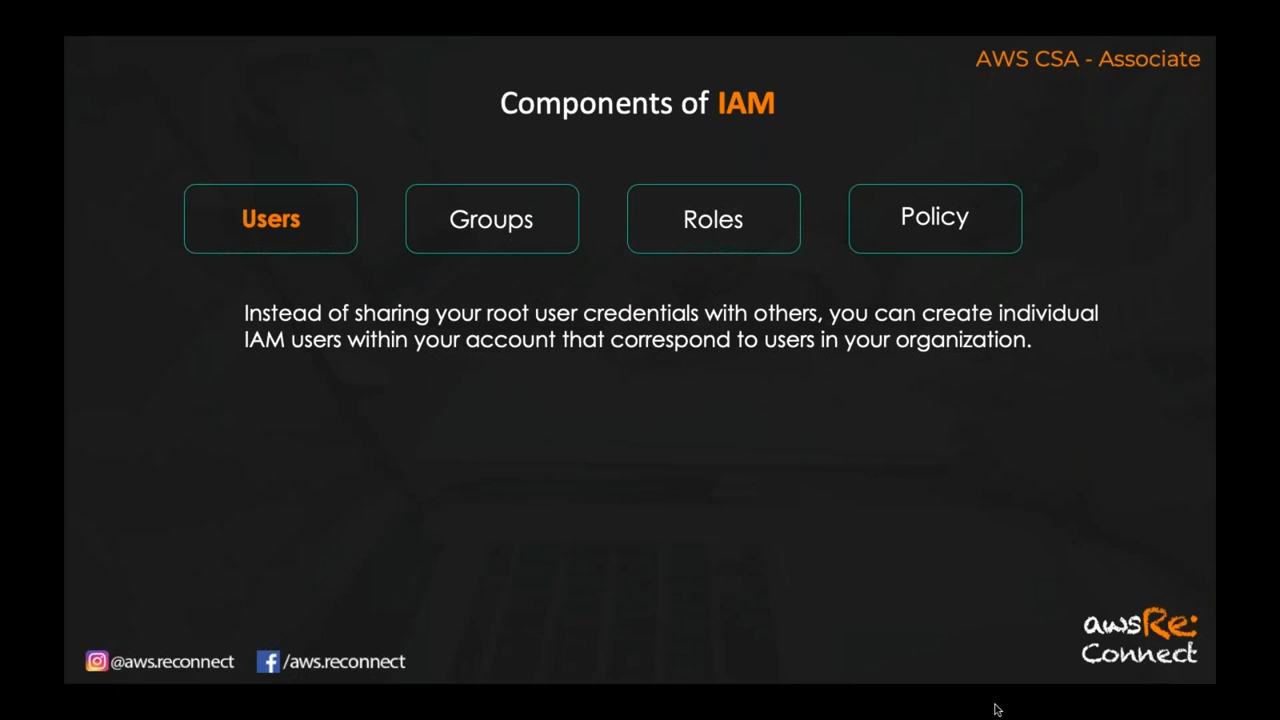 AWS CSA - Associate
Components of IAM
Users
Groups
Roles
Policy
Instead of sharing your root user credentials with others, you can create individual
IAM users within your account that correspond to users in your organization.
awsRe:
Connect
@aws.reconnect
/aws.reconnect